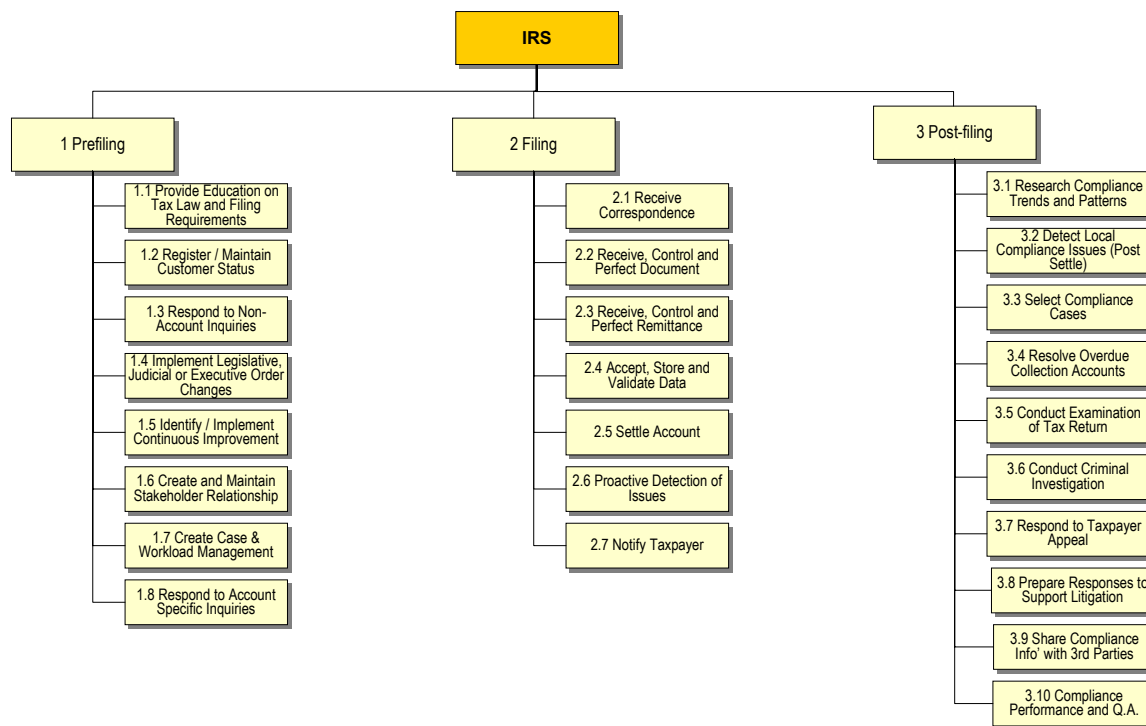 IRS
1 Prefiling
1.1 Provide Education on
Tax Law and Filing
Requirements
1.2 Register / Maintain
Customer Status
1.3 Respond to Non-
Account Inquiries
1.4 Implement Legislative,
Judicial or Executive Order
Changes
1.5 Identify / Implement
Continuous Improvement
1.6 Create and Maintain
Stakeholder Relationship
1.7 Create Case &
Workload Management
1.8 Respond to Account
Specific Inquiries
2 Filing
2.1 Receive
Correspondence
2.2 Receive, Control and
Perfect Document
2.3 Receive, Control and
Perfect Remittance
2.4 Accept, Store and
Validate Data
2.5 Settle Account
2.6 Proactive Detection of
Issues
2.7 Notify Taxpayer
3 Post-filing
3.1 Research Compliance
Trends and Patterns
3.2 Detect Local
Compliance Issues (Post
Settle)
3.3 Select Compliance
Cases
3.4 Resolve Overdue
Collection Accounts
3.5 Conduct Examination
of Tax Return
3.6 Conduct Criminal
Investigation
3.7 Respond to Taxpayer
Appeal
3.8 Prepare Responses to
Support Litigation
3.9 Share Compliance
Info’ with 3rd Parties
3.10 Compliance
Performance and Q.A.